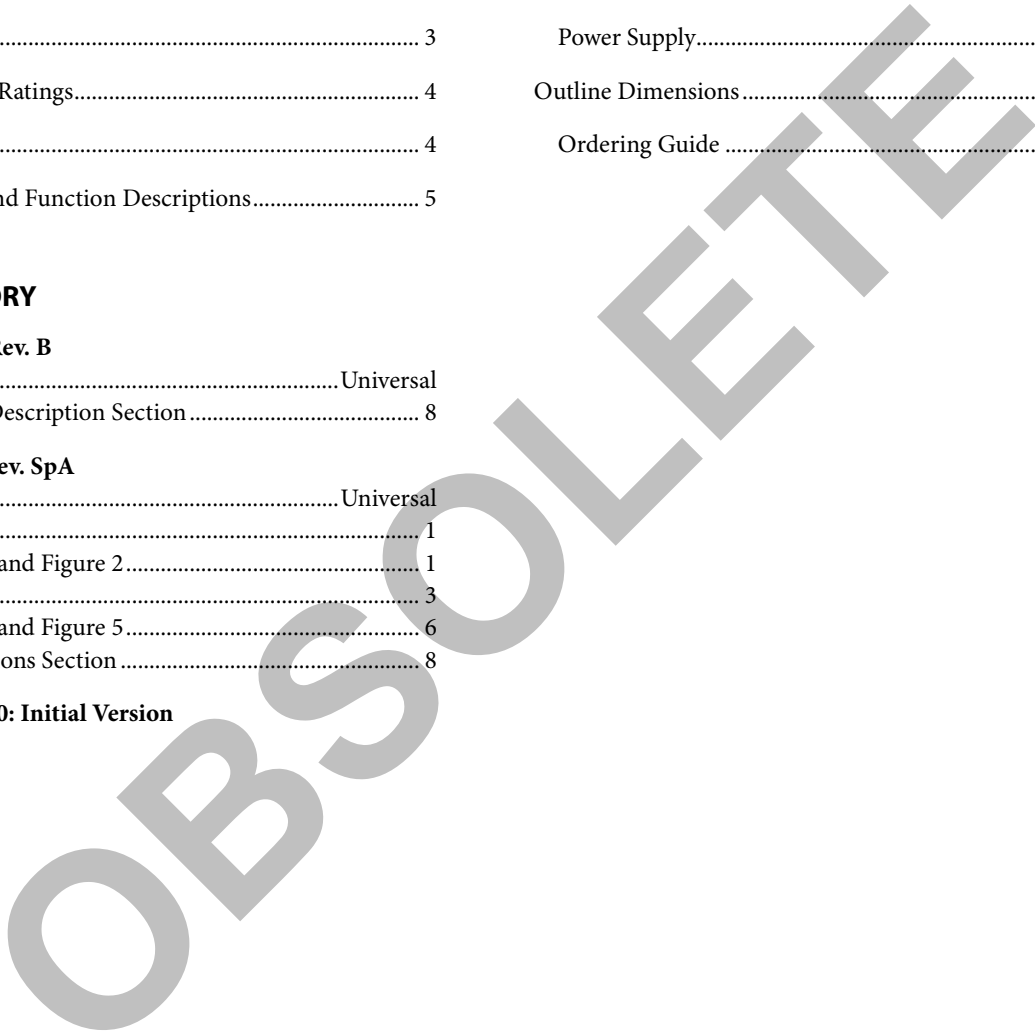 ........ 3
Ratings........ 4
........ 4
nd Function Descriptions........ 5
ORY
Rev. B
........Universal
Description Section........ 8
ev. SpA
........Universal
........ 1
and Figure 2........ 1
........ 3
and Figure 5........ 6
ons Section........ 8
0: Initial Version
Power Supply........
Outline Dimensions........
Ordering Guide........
OBSOLETE